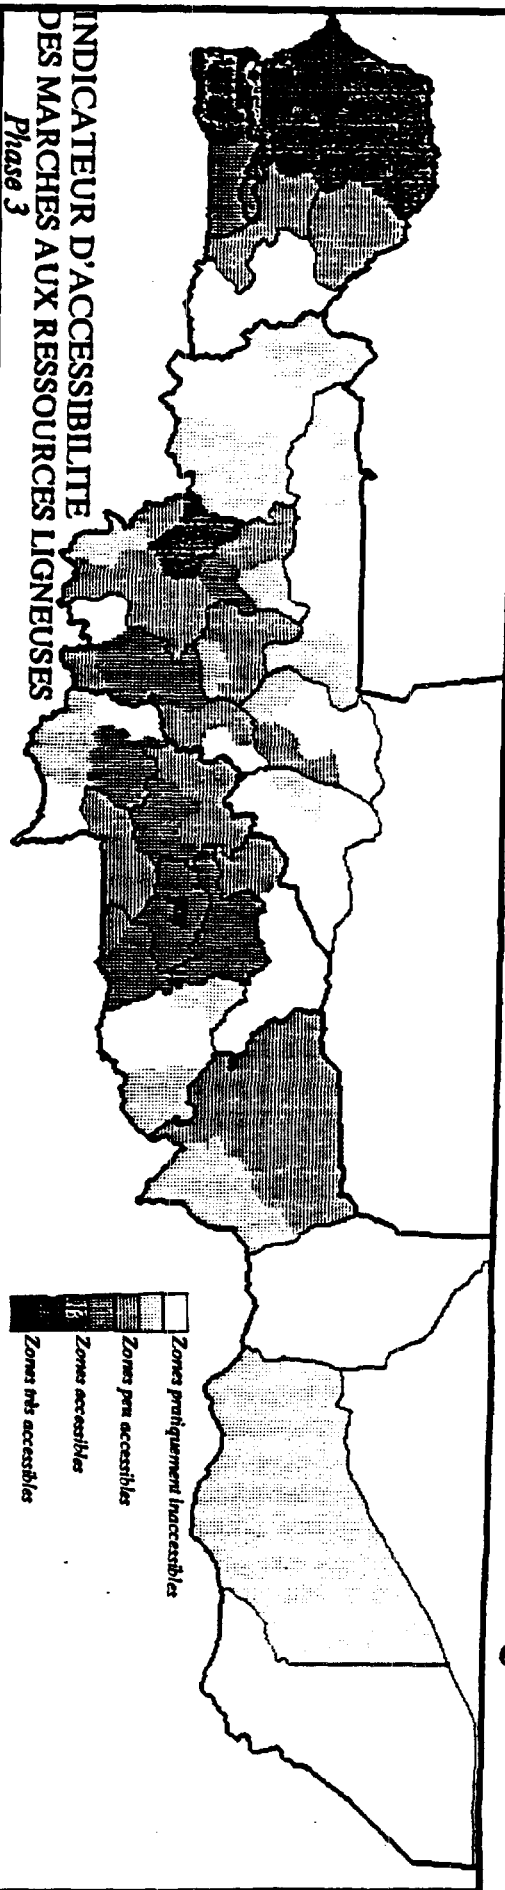 INDICATEUR D'ACCESSIBILITE
DES MARCHES AUX RESSOURCES LIGNEUSES
Phase 3
Zones pratiquement inaccessibles
Zones peu accessibles
Zones accessibles
Zones très accessibles